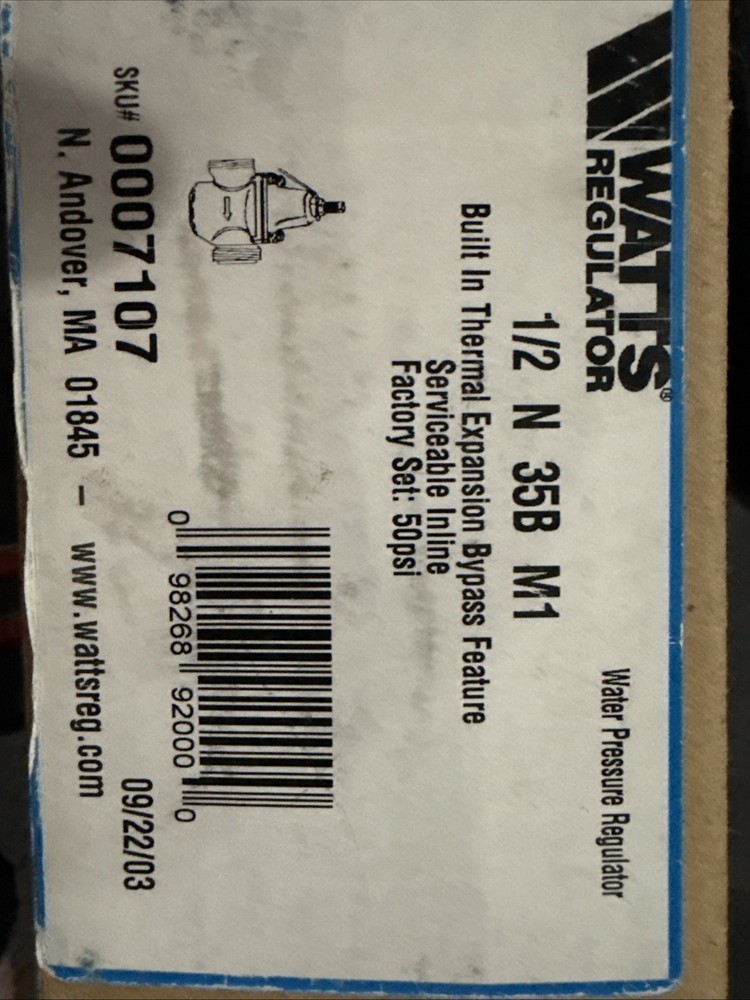 WATTS®
REGULATOR
Water Pressure Regulator
1/2 N 35B M1
Built In Thermal Expansion Bypass Feature
Serviceable Inline
Factory Set: 50psi
0 98268 92000 0
SKU# 0007107
09/22/03
N. Andover, MA 01845 – www.wattsreg.com